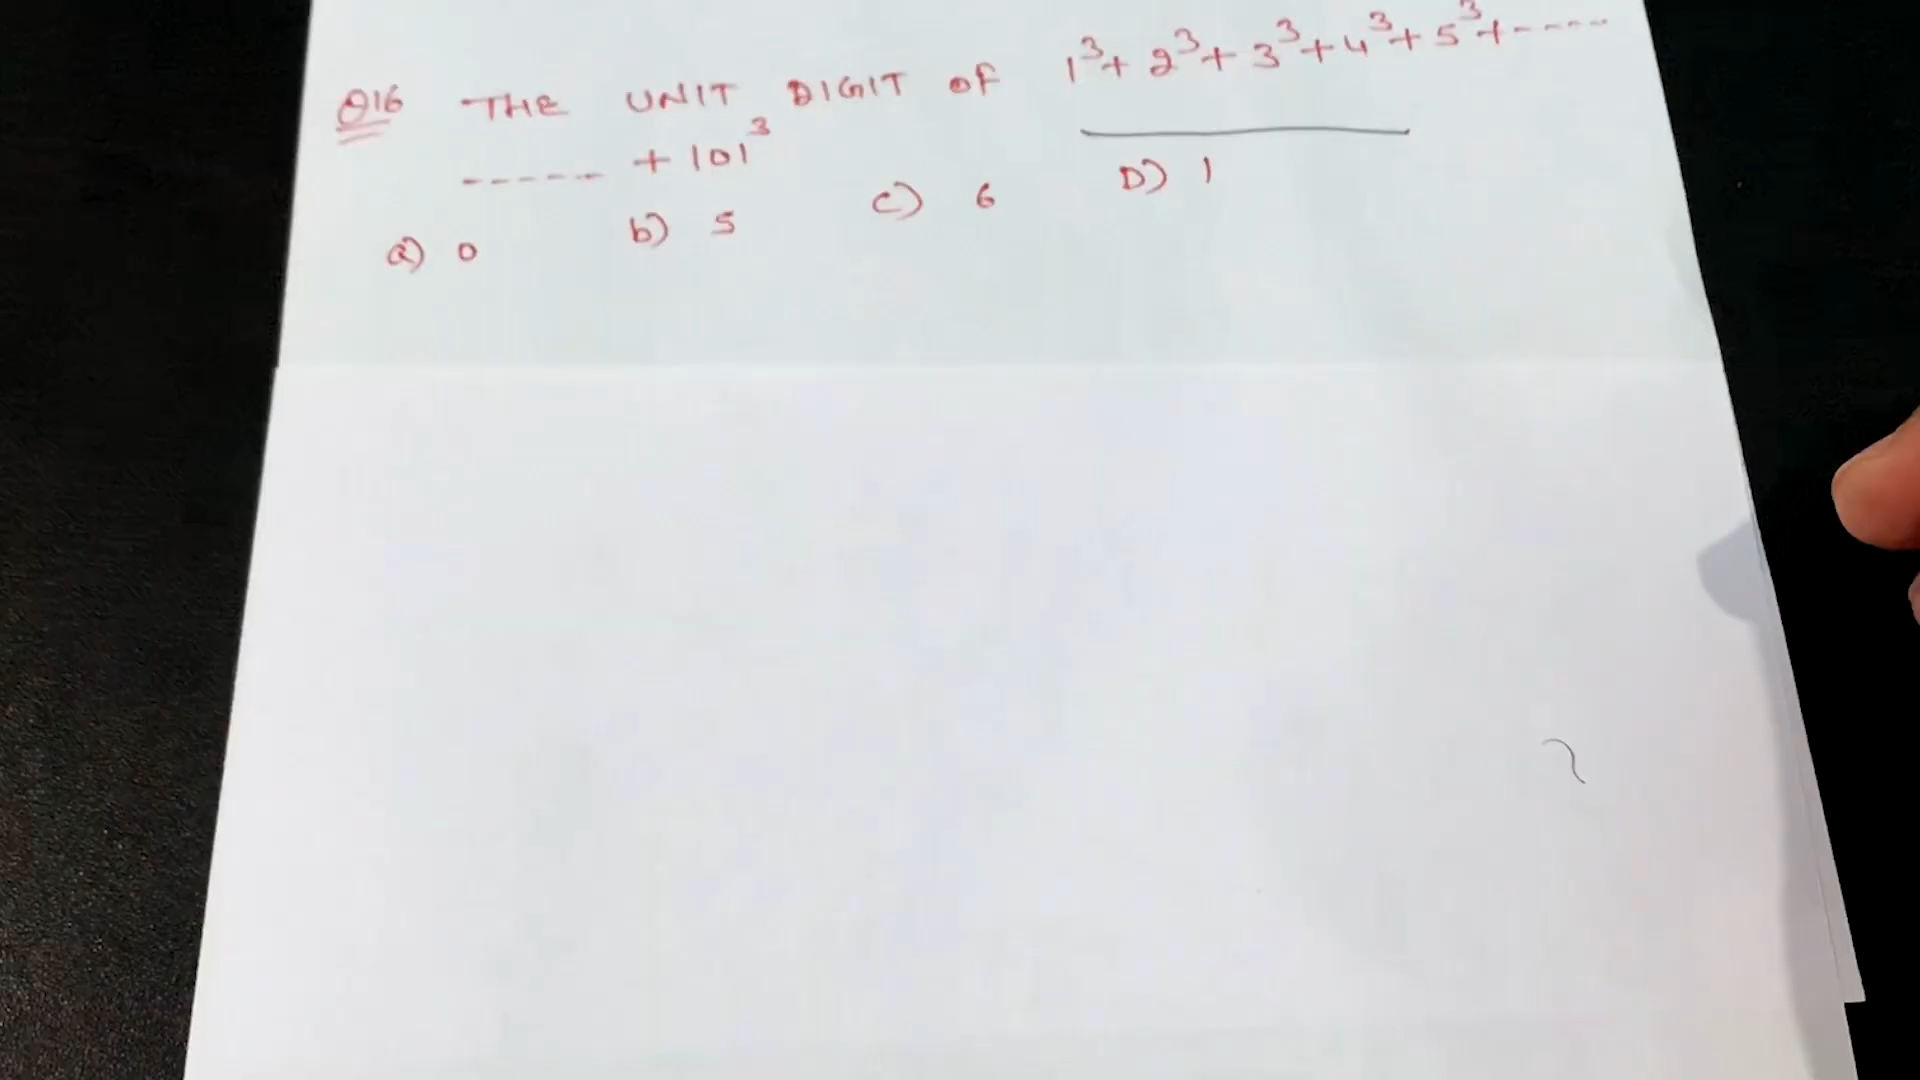 Q16 THE UNIT DIGIT OF 1³+ 2³+ 3³+4³+ 5³+-----
------ + 101³
a) 0 b) 5 c) 6 D) 1